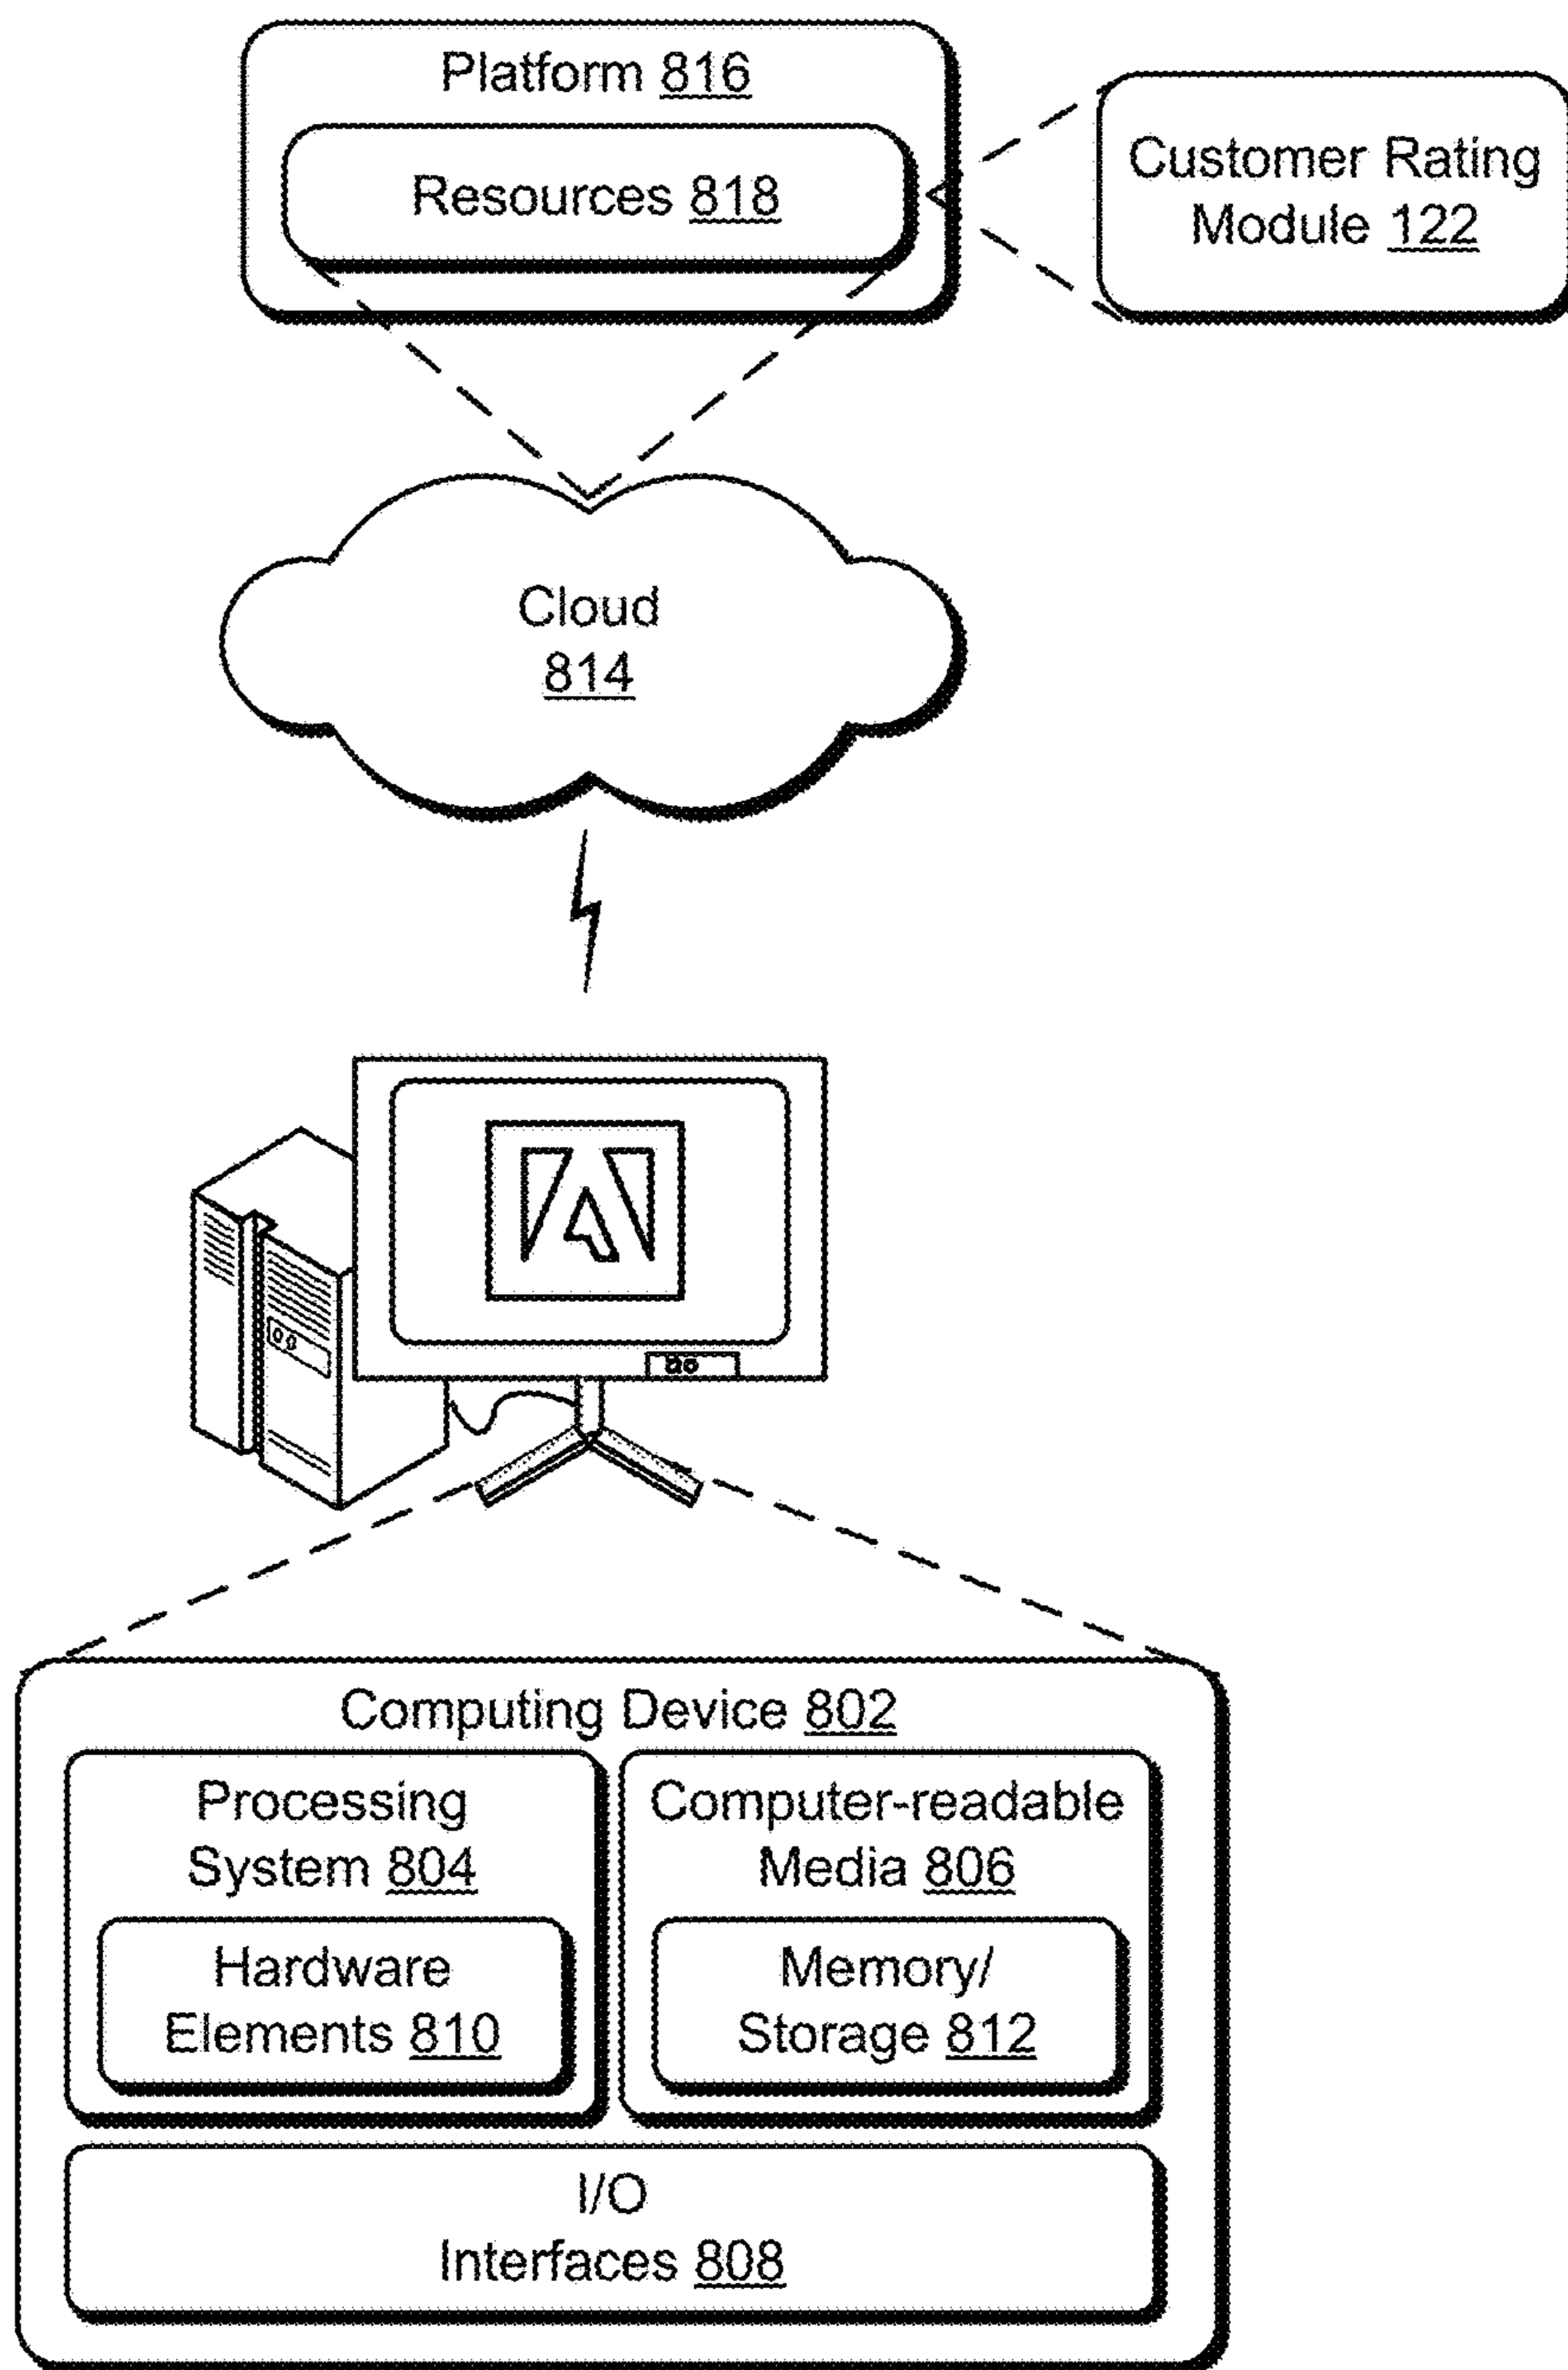 Platform 816
Resources 818
Customer Rating
Module 122
Cloud
814
Computing Device 802
Processing
System 804
Hardware
Elements 810
Computer-readable
Media 806
Memory/
Storage 812
I/O
Interfaces 808